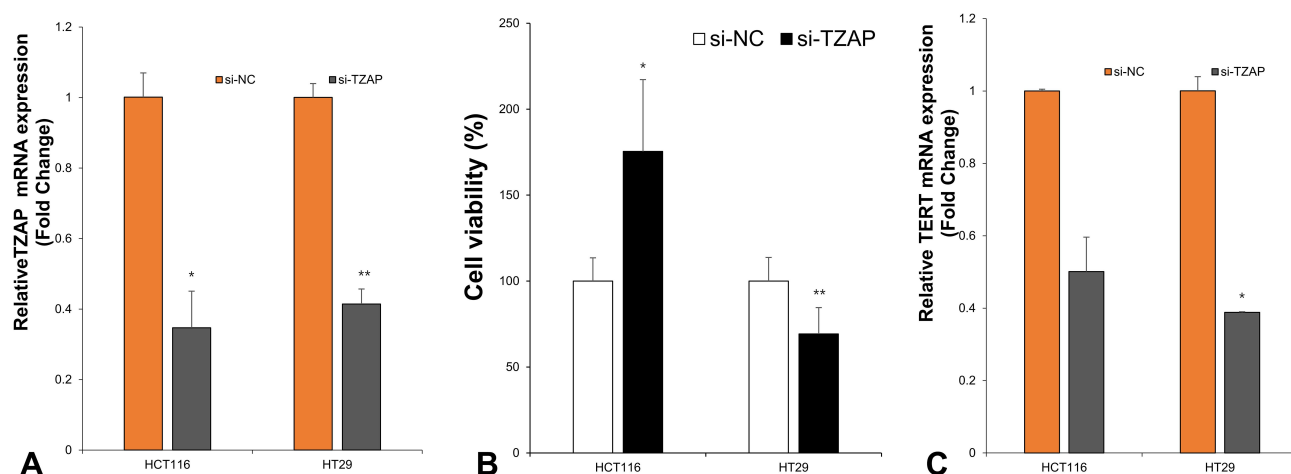 RelativeTZAP mRNA expression
(Fold Change)
1.2
1
0.8
0.6
0.4
0.2
0
si-NC
si-TZAP
*
**
HCT116
HT29
A
Cell viability (%)
250
200
150
100
50
0
si-NC
si-TZAP
*
**
HCT116
HT29
B
Relative TERT mRNA expression
(Fold Change)
1.2
1
0.8
0.6
0.4
0.2
0
si-NC
si-TZAP
*
HCT116
HT29
C